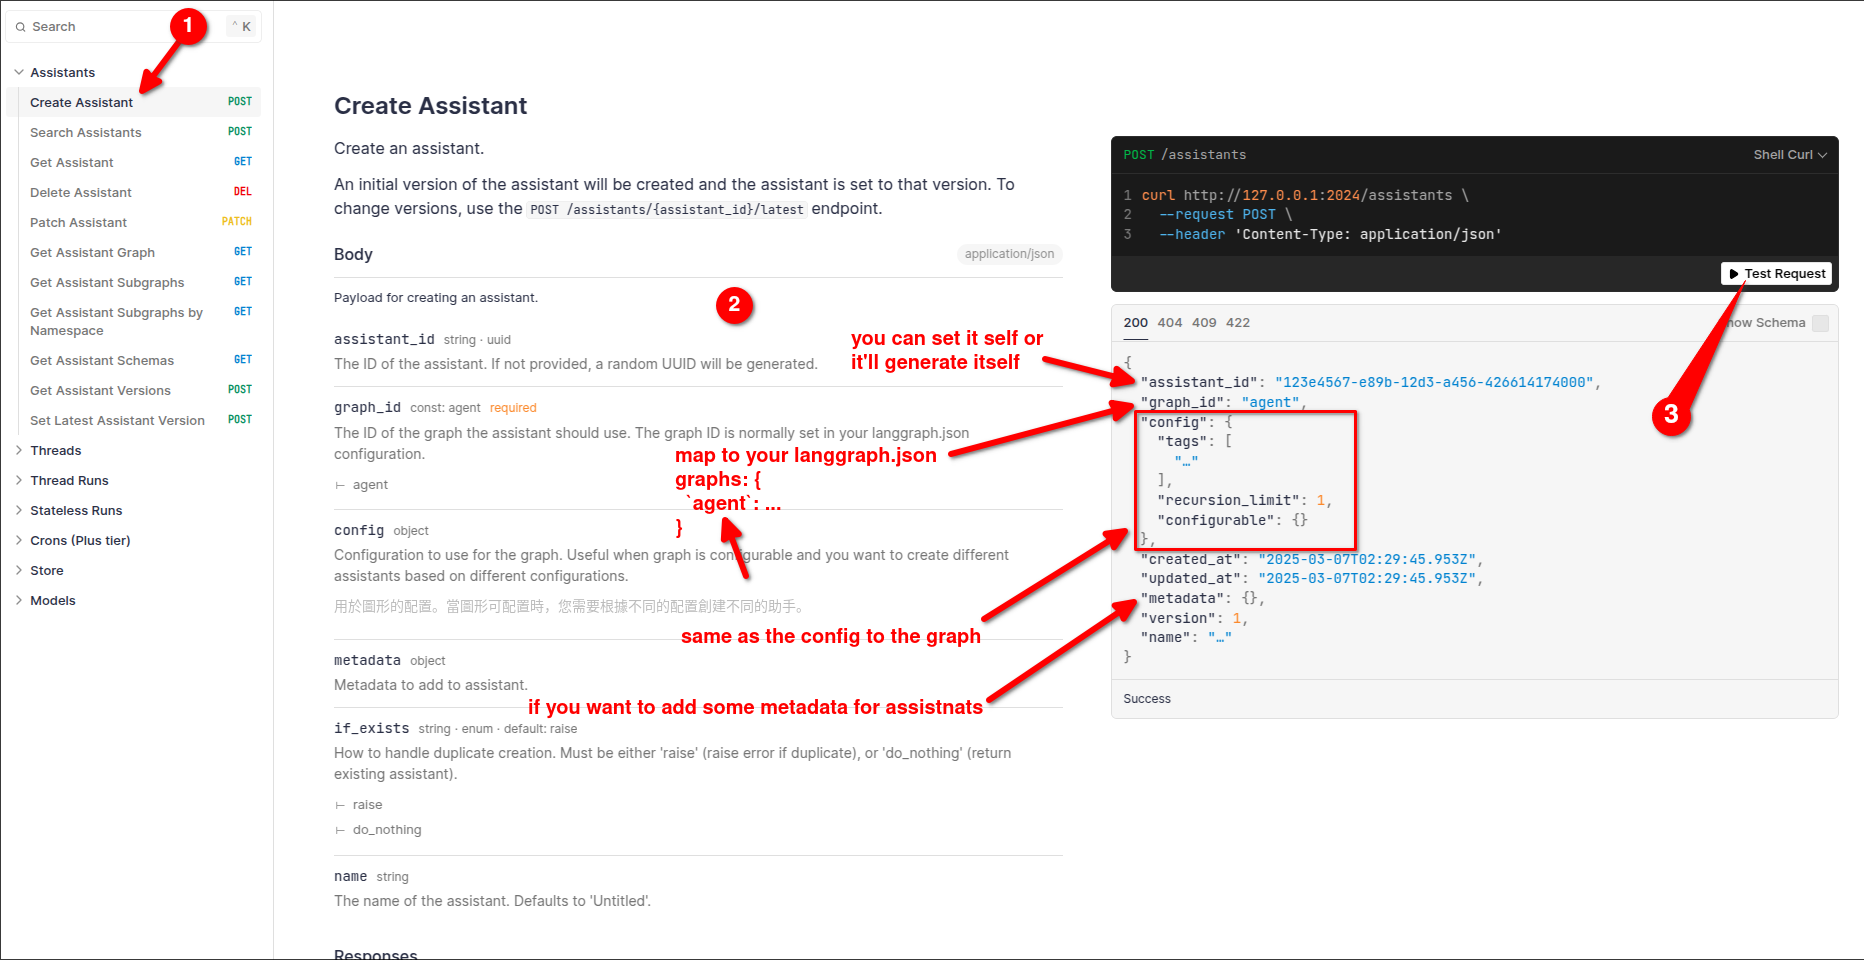 Search
^ K
1
Assistants
Create Assistant POST
Search Assistants POST
Get Assistant GET
Delete Assistant DEL
Patch Assistant PATCH
Get Assistant Graph GET
Get Assistant Subgraphs GET
Get Assistant Subgraphs by GET
Namespace
Get Assistant Schemas GET
Get Assistant Versions POST
Set Latest Assistant Version POST
Threads
Thread Runs
Stateless Runs
Crons (Plus tier)
Store
Models
Create Assistant
Create an assistant.
An initial version of the assistant will be created and the assistant is set to that version. To
change versions, use the POST /assistants/{assistant_id}/latest endpoint.
Body application/json
Payload for creating an assistant.
2
assistant_id string · uuid
The ID of the assistant. If not provided, a random UUID will be generated.
you can set it self or
it'll generate itself
graph_id const: agent required
The ID of the graph the assistant should use. The graph ID is normally set in your langgraph.json
configuration.
agent
map to your langgraph.json
graphs: {
`agent`: ...
}
config object
Configuration to use for the graph. Useful when graph is configurable and you want to create different
assistants based on different configurations.
用於圖形的配置。當圖形可配置時，您需要根據不同的配置創建不同的助手。
same as the config to the graph
metadata object
Metadata to add to assistant.
if you want to add some metadata for assistnats
if_exists string · enum · default: raise
How to handle duplicate creation. Must be either 'raise' (raise error if duplicate), or 'do_nothing' (return
existing assistant).
raise
do_nothing
name string
The name of the assistant. Defaults to 'Untitled'.
Responses
POST /assistants Shell Curl
1 curl http://127.0.0.1:2024/assistants \
2 --request POST \
3 --header 'Content-Type: application/json'
Test Request
3
200 404 409 422 how Schema
{
"assistant_id": "123e4567-e89b-12d3-a456-426614174000",
"graph_id": "agent",
"config": {
"tags": [
"…"
],
"recursion_limit": 1,
"configurable": {}
},
"created_at": "2025-03-07T02:29:45.953Z",
"updated_at": "2025-03-07T02:29:45.953Z",
"metadata": {},
"version": 1,
"name": "…"
}
Success